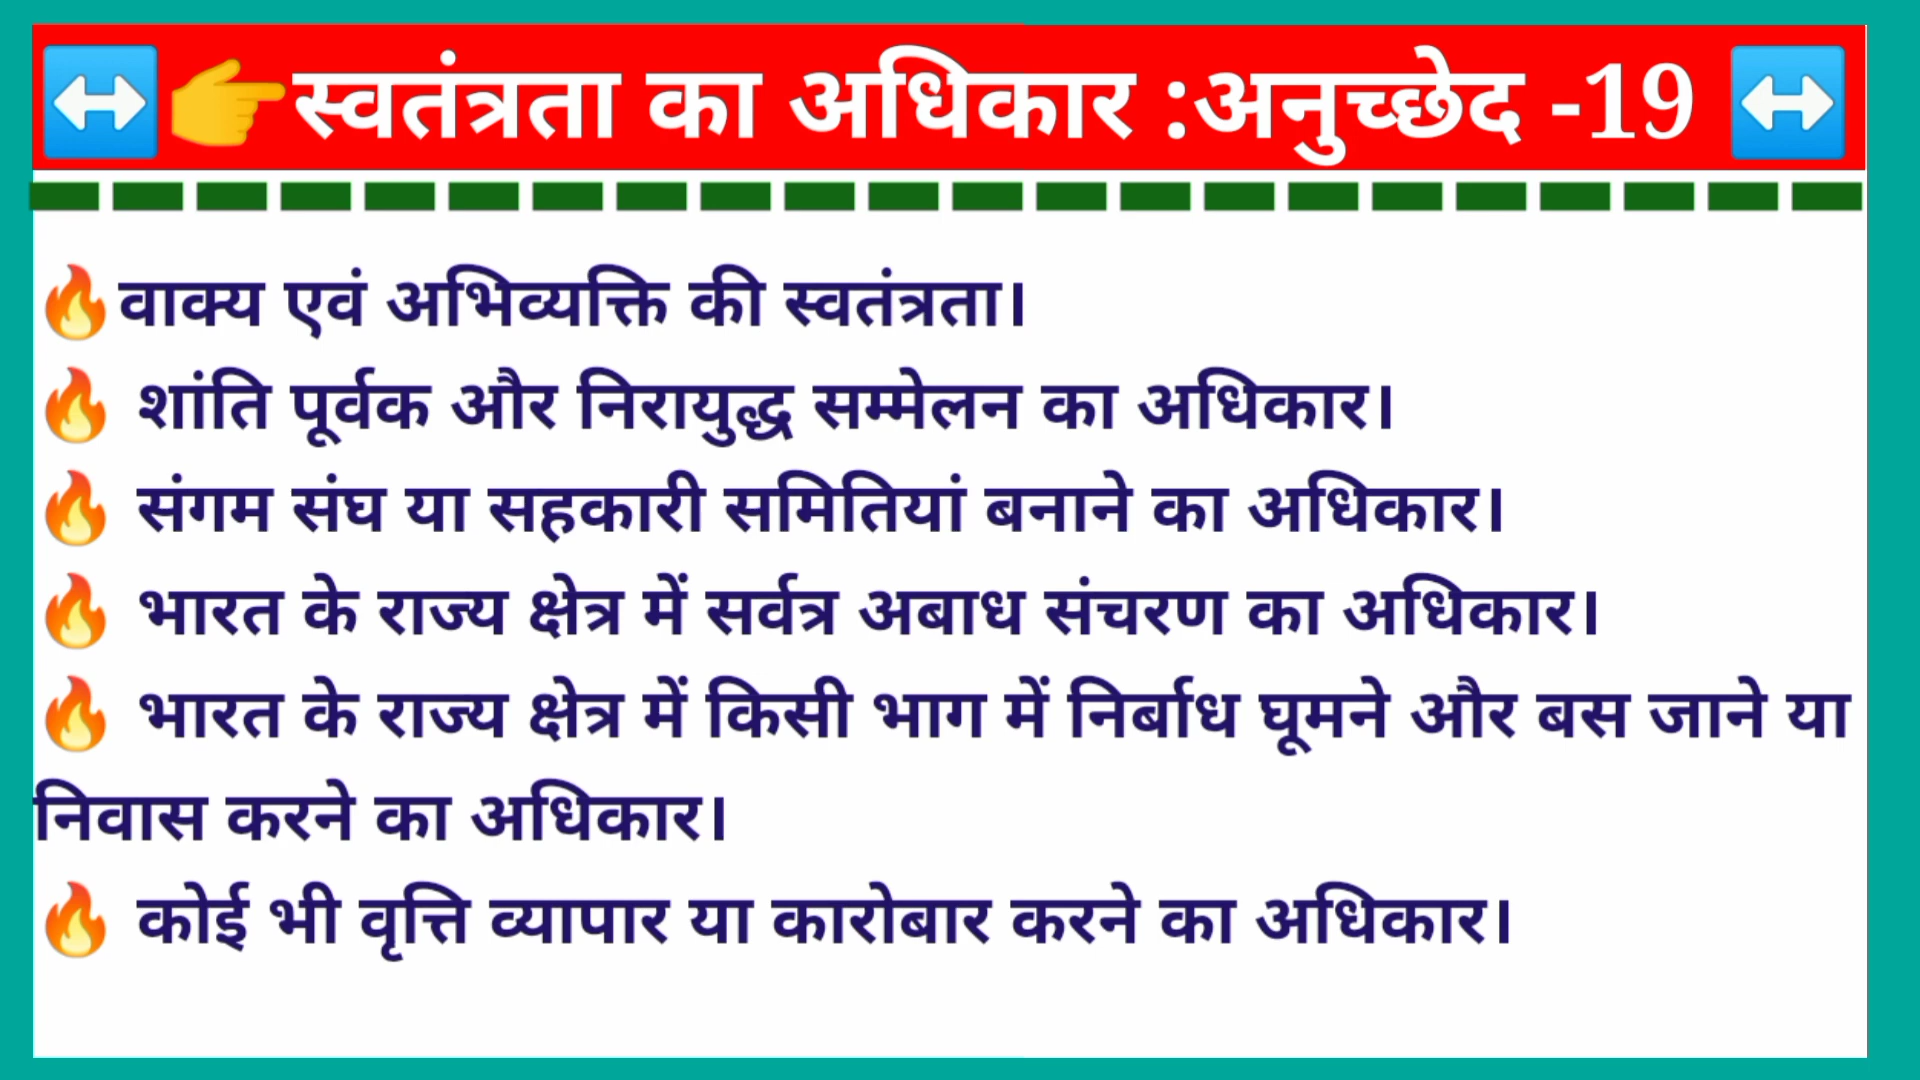 ↔️👉स्वतंत्रता का अधिकार :अनुच्छेद -19 ↔️
🔥वाक्य एवं अभिव्यक्ति की स्वतंत्रता।
🔥 शांति पूर्वक और निरायुद्ध सम्मेलन का अधिकार।
🔥 संगम संघ या सहकारी समितियां बनाने का अधिकार।
🔥 भारत के राज्य क्षेत्र में सर्वत्र अबाध संचरण का अधिकार।
🔥 भारत के राज्य क्षेत्र में किसी भाग में निर्बाध घूमने और बस जाने या
निवास करने का अधिकार।
🔥 कोई भी वृत्ति व्यापार या कारोबार करने का अधिकार।